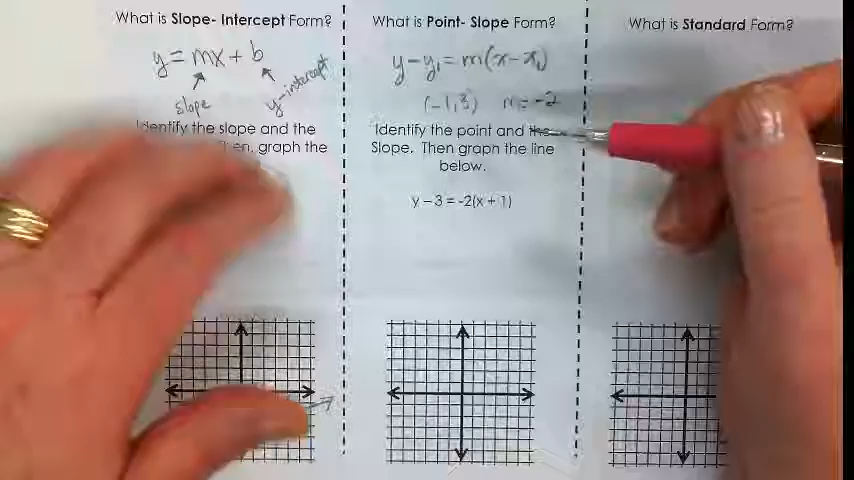 What is Slope- Intercept Form?
y = mx + b
slope
y-intercept
Identify the slope and the
en, graph the
What is Point- Slope Form?
y - y₁ = m(x - x₁)
(-1, 3) m = -2
Identify the point and the
Slope. Then graph the line
below.
y – 3 = -2(x + 1)
What is Standard Form?